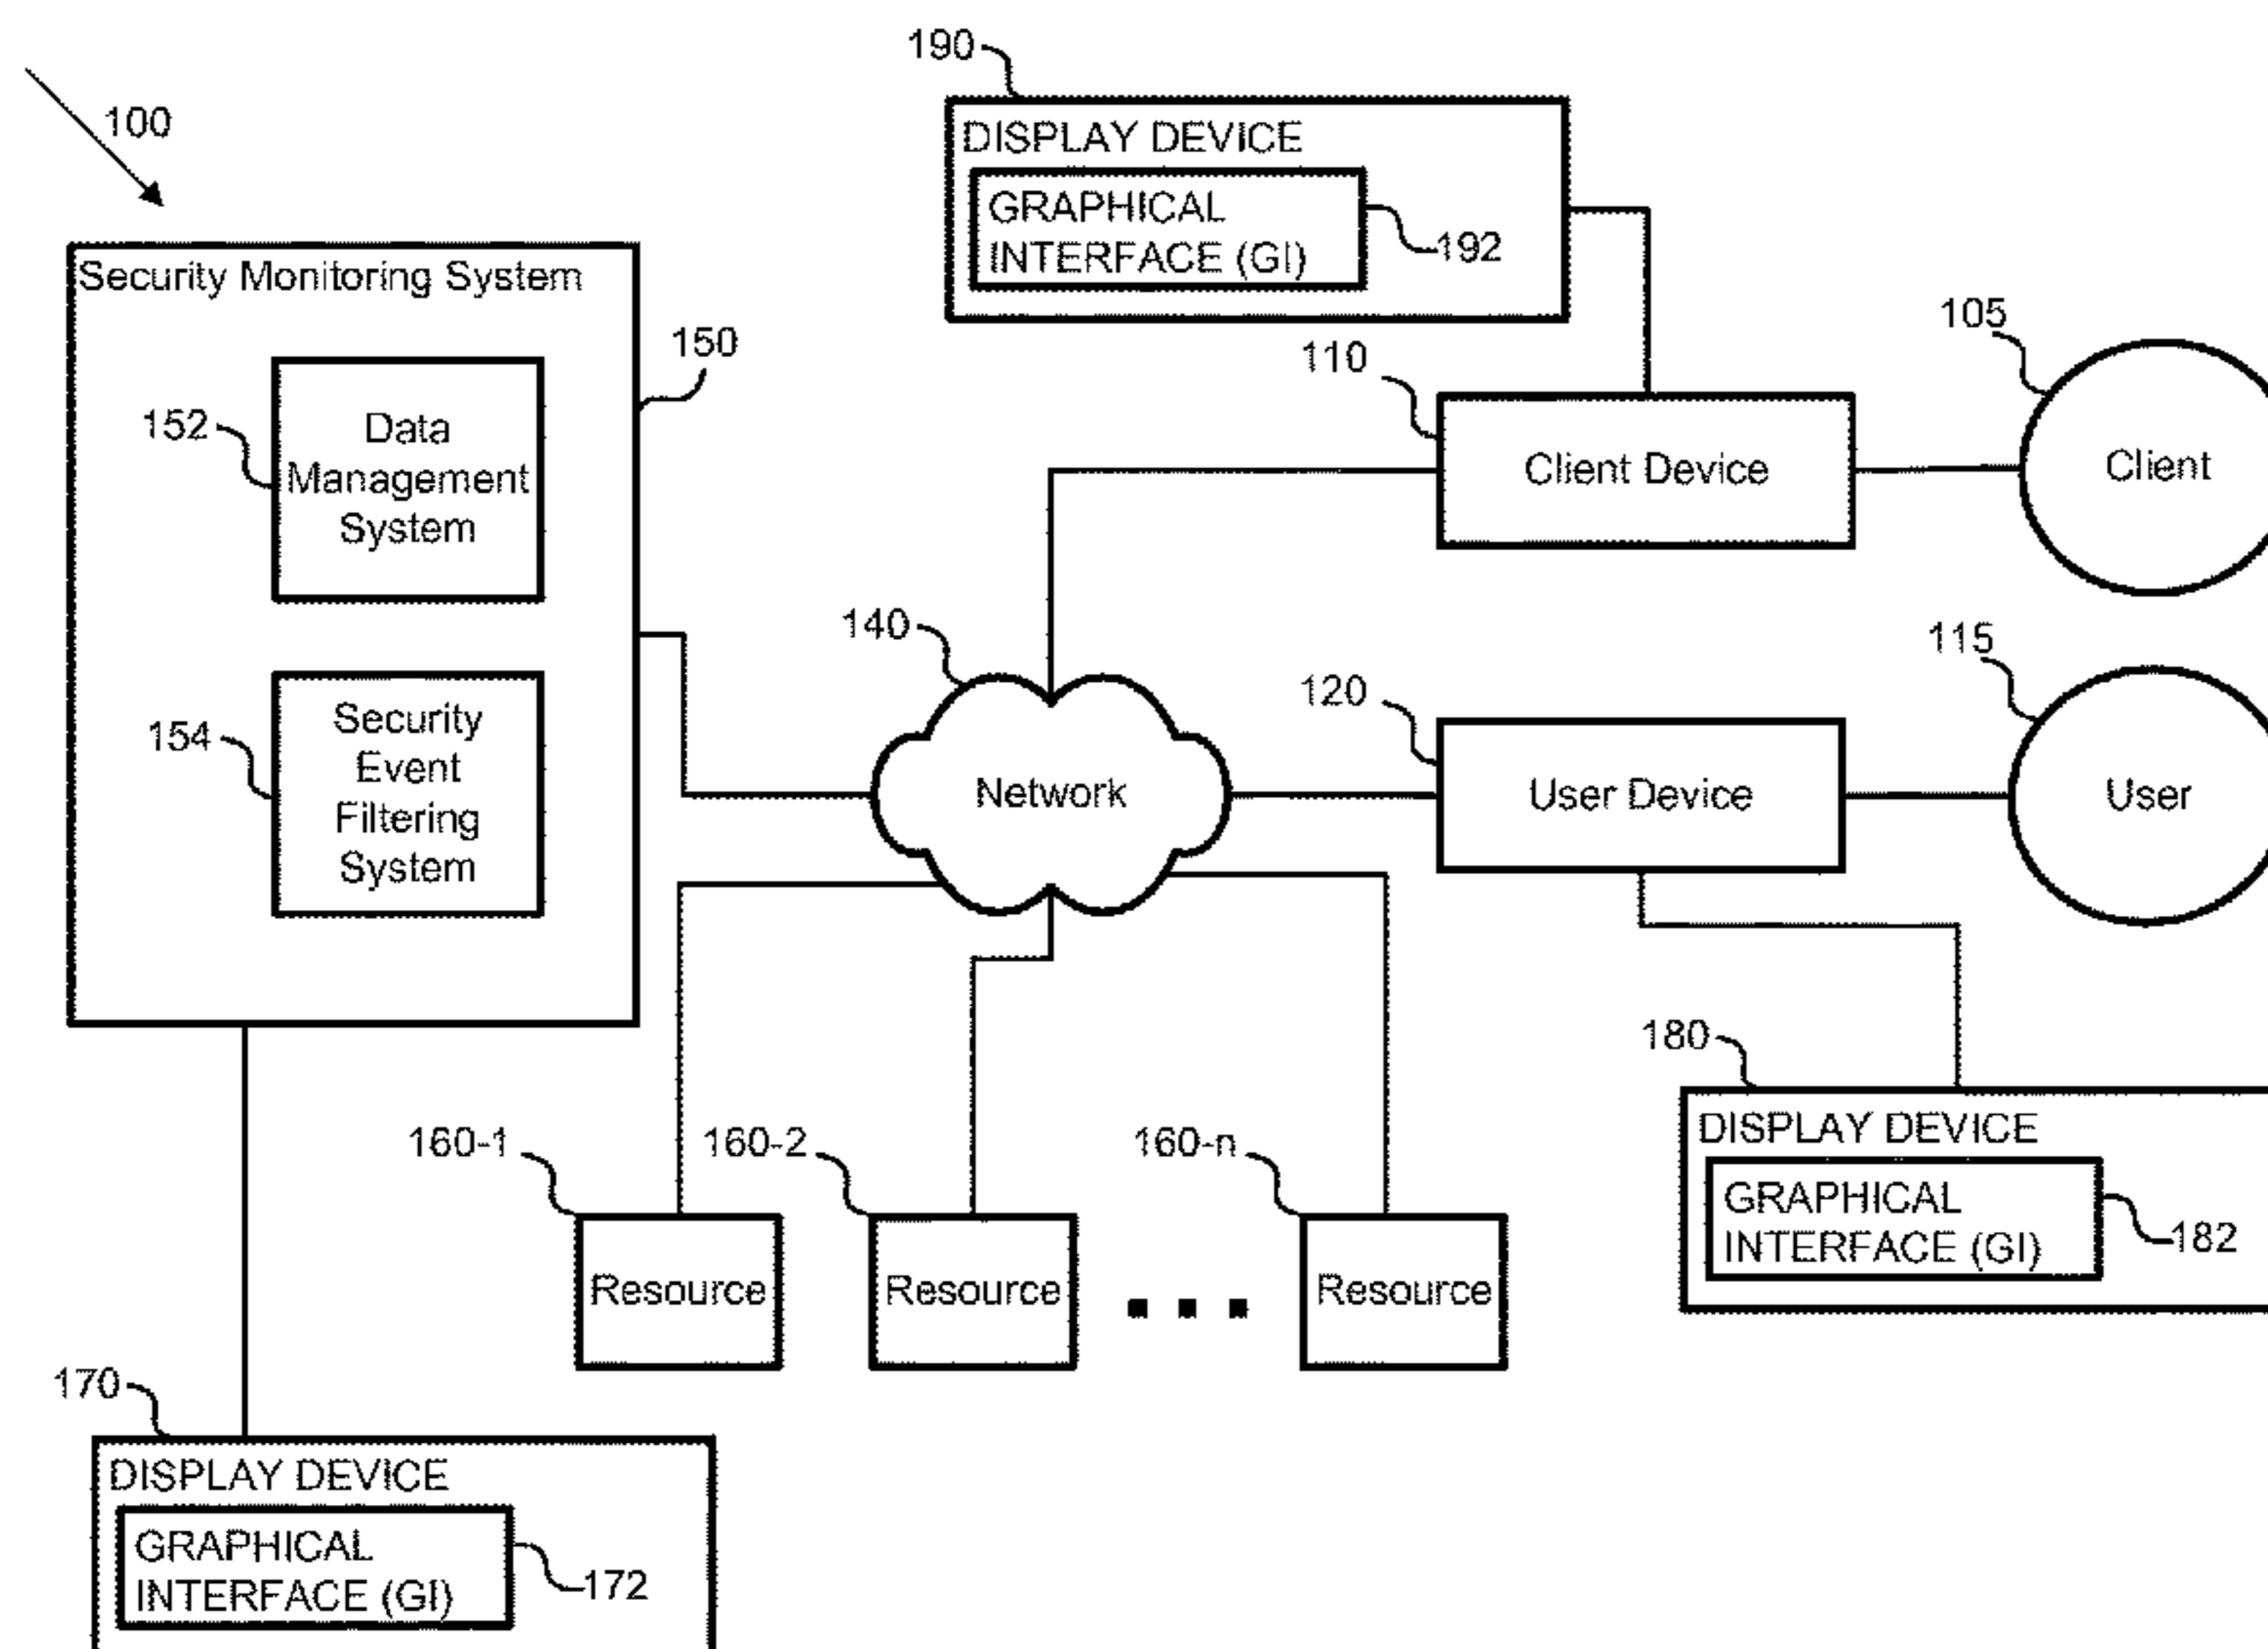 190
100
DISPLAY DEVICE
GRAPHICAL
INTERFACE (GI)
192
Security Monitoring System
150
152
Data
Management
System
154
Security
Event
Filtering
System
110
Client Device
105
Client
140
Network
120
User Device
115
User
160-1
Resource
160-2
Resource
160-n
Resource
180
DISPLAY DEVICE
GRAPHICAL
INTERFACE (GI)
182
170
DISPLAY DEVICE
GRAPHICAL
INTERFACE (GI)
172